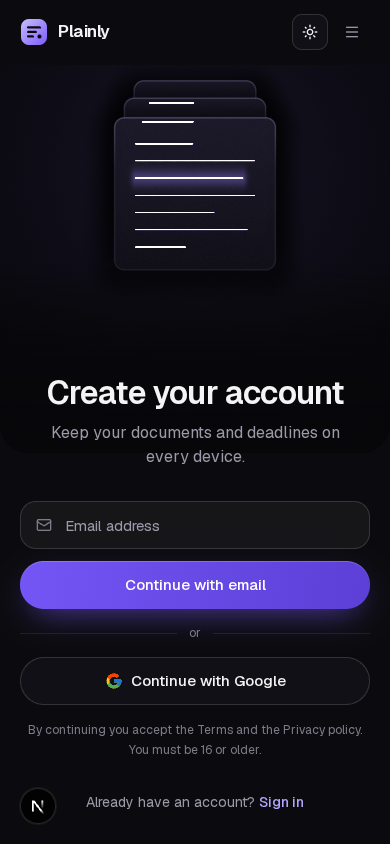 Plainly
Create your account
Keep your documents and deadlines on
every device.
Email address
Continue with email
or
Continue with Google
By continuing you accept the Terms and the Privacy policy.
You must be 16 or older.
N
Already have an account? Sign in